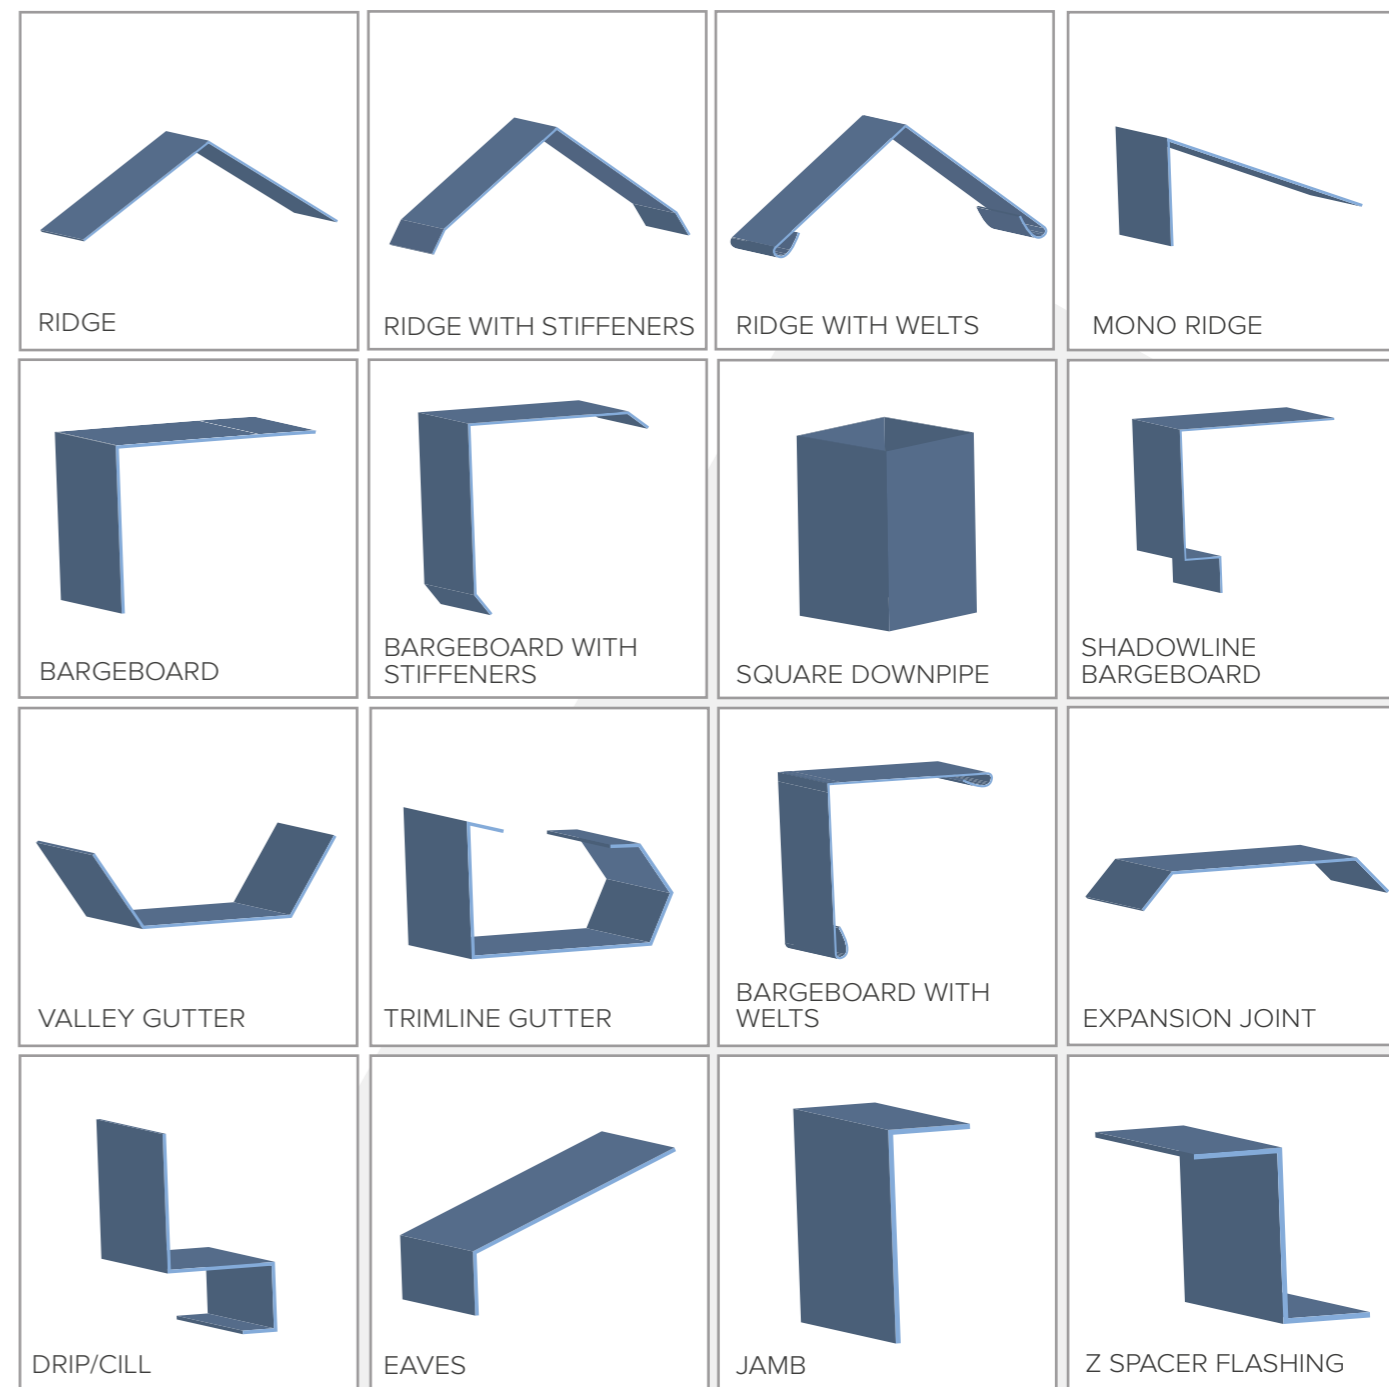 RIDGE
RIDGE WITH STIFFENERS
RIDGE WITH WELTS
MONO RIDGE
BARGEBOARD
BARGEBOARD WITH
STIFFENERS
SQUARE DOWNPIPE
SHADOWLINE
BARGEBOARD
VALLEY GUTTER
TRIMLINE GUTTER
BARGEBOARD WITH
WELTS
EXPANSION JOINT
DRIP/CILL
EAVES
JAMB
Z SPACER FLASHING